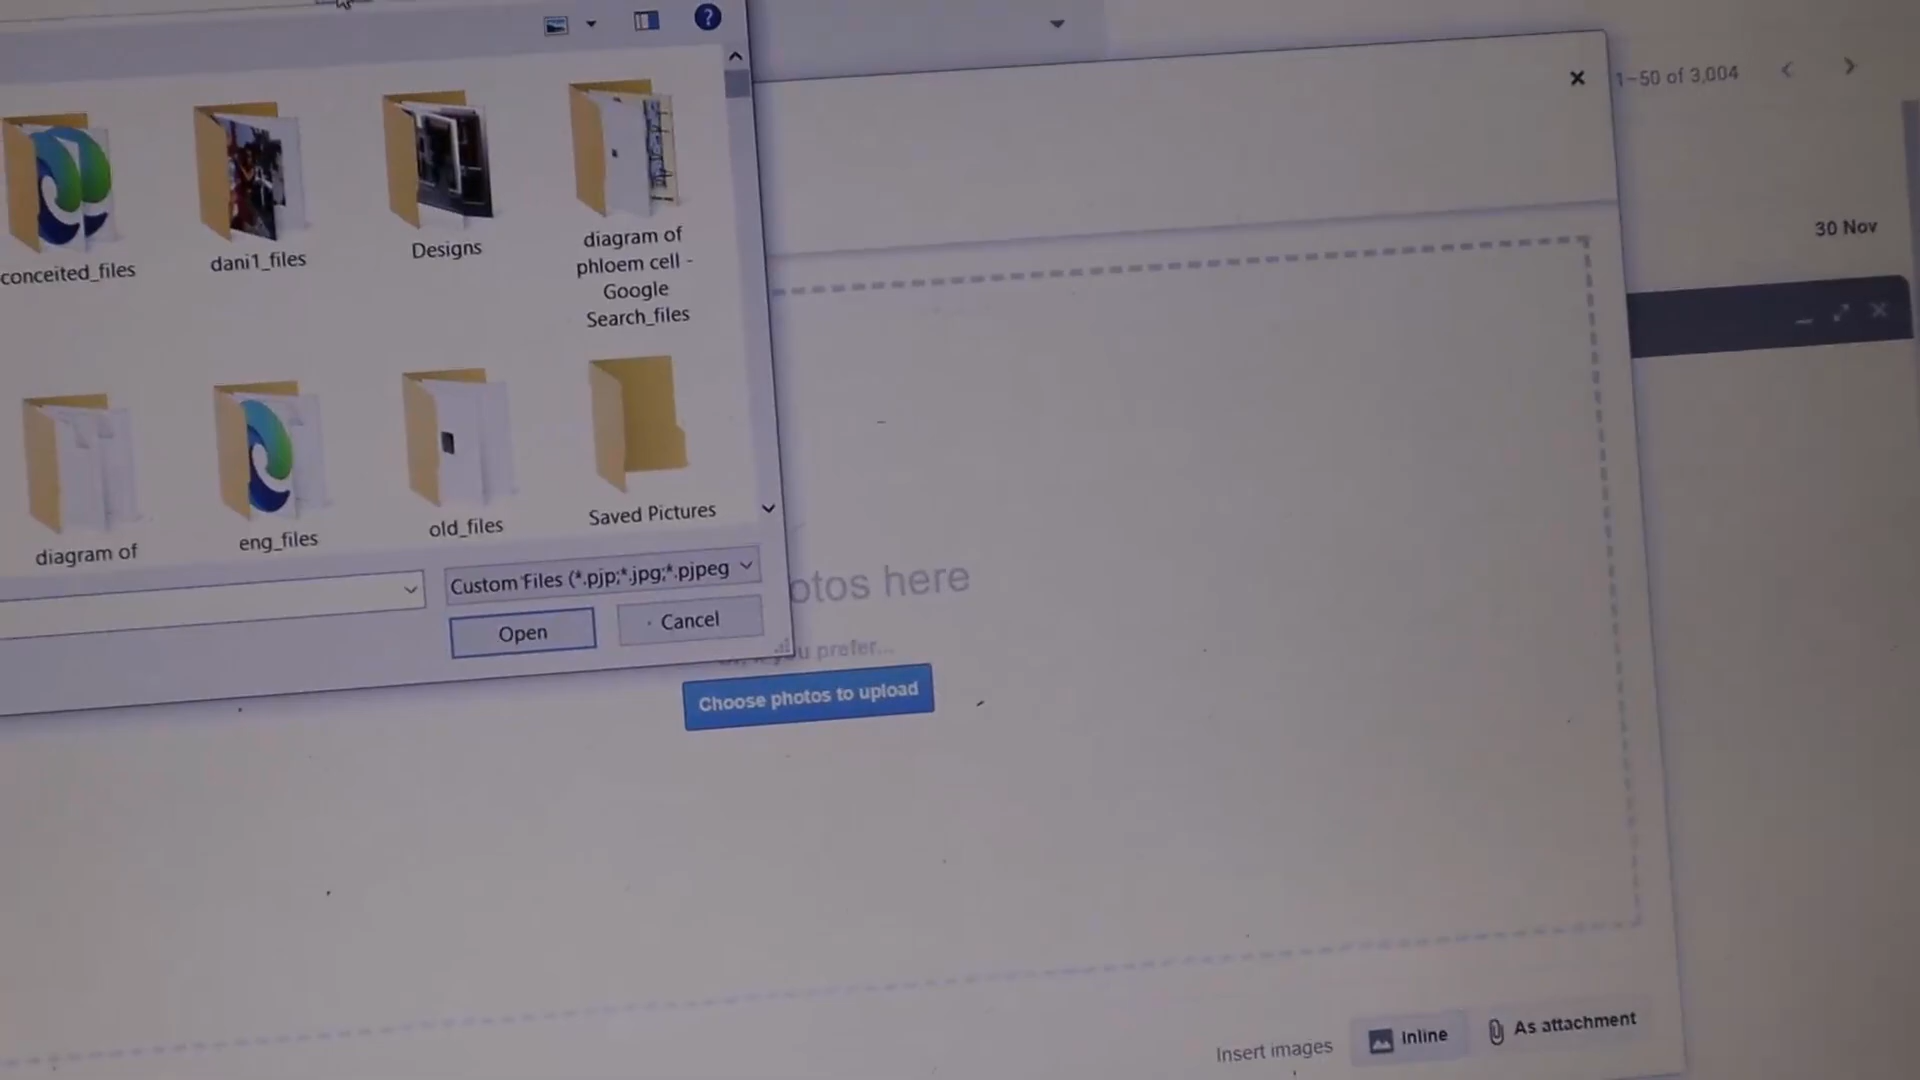 1–50 of 3,004
30 Nov
conceited_files
dani1_files
Designs
diagram of
phloem cell -
Google
Search_files
diagram of
eng_files
old_files
Saved Pictures
Custom Files (*.pjp;*.jpg;*.pjpeg
Open
Cancel
otos here
you prefer...
Choose photos to upload
Insert images
Inline
As attachment